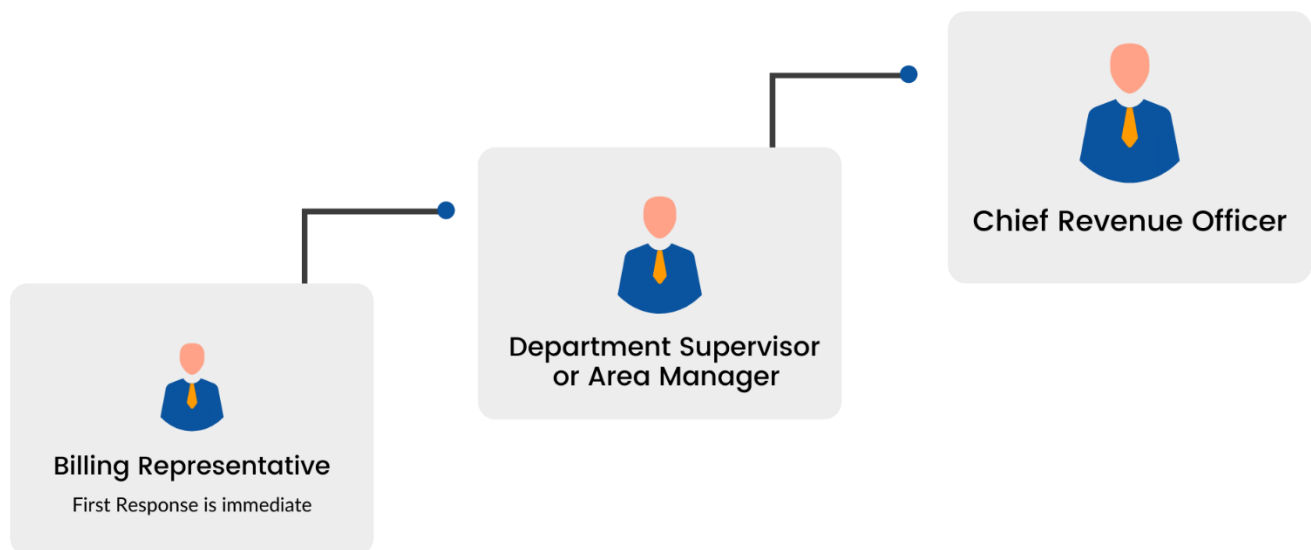 Chief Revenue Officer
Department Supervisor
or Area Manager
Billing Representative
First Response is immediate